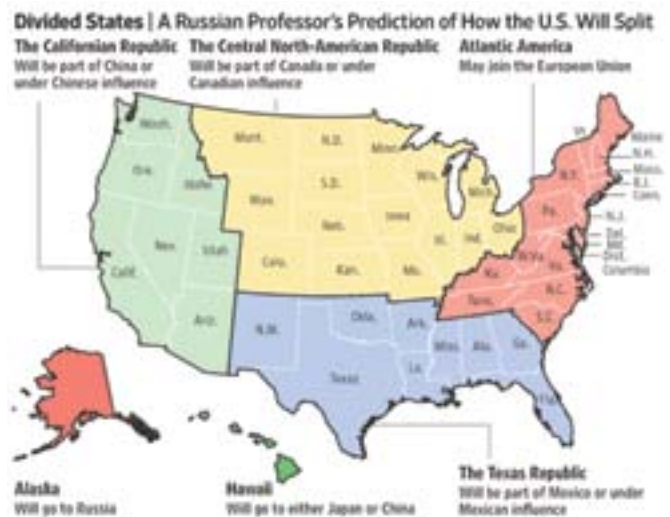 Divided States | A Russian Professor's Prediction of How the U.S. Will Split
The Californian Republic
Will be part of China or
under Chinese influence
The Central North-American Republic
Will be part of Canada or under
Canadian influence
Atlantic America
May join the European Union
Wash.
Ore.
Idaho
Nev.
Utah
Calif.
Ariz.
Mont.
N.D.
Minn.
S.D.
Wis.
Mich.
Neb.
Iowa
Ill.
Ind.
Ohio
Colo.
Kan.
Mo.
Vt.
Maine
N.H.
Mass.
R.I.
Conn.
N.Y.
Pa.
N.J.
Del.
Md.
Dist.
Columbia
W.Va.
Va.
Ky.
Tenn.
N.C.
S.C.
N.M.
Okla.
Ark.
Texas
La.
Miss.
Ala.
Ga.
Fla.
Alaska
Will go to Russia
Hawaii
Will go to either Japan or China
The Texas Republic
Will be part of Mexico or under
Mexican influence